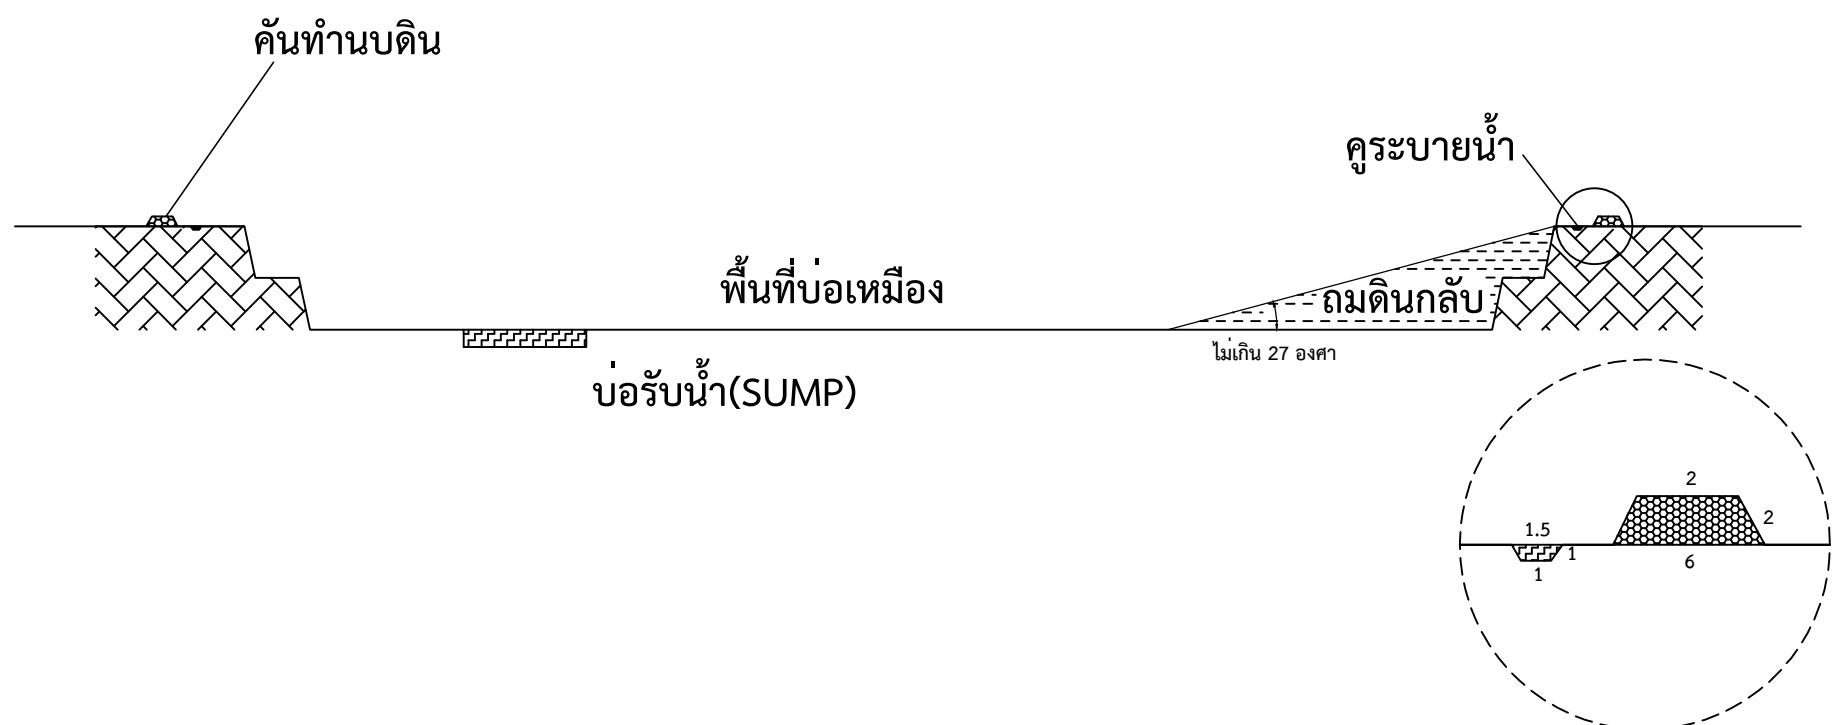 คันทำนบดิน
คูระบายน้ำ
พื้นที่บ่อเหมือง
ถมดินกลับ
ไม่เกิน 27 องศา
บ่อรับน้ำ(SUMP)
2
2
1.5
1
6
1